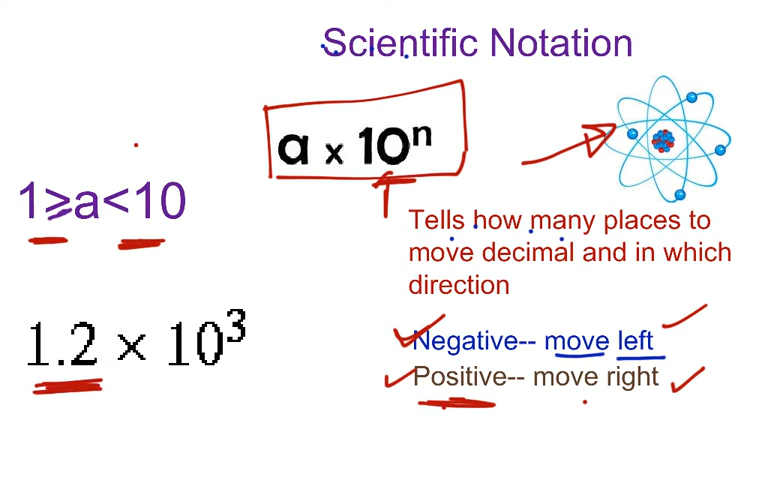 Scientific Notation
a x 10ⁿ
1≥a<10
Tells how many places to
move decimal and in which
direction
1.2 × 10³
Negative-- move left
Positive-- move right